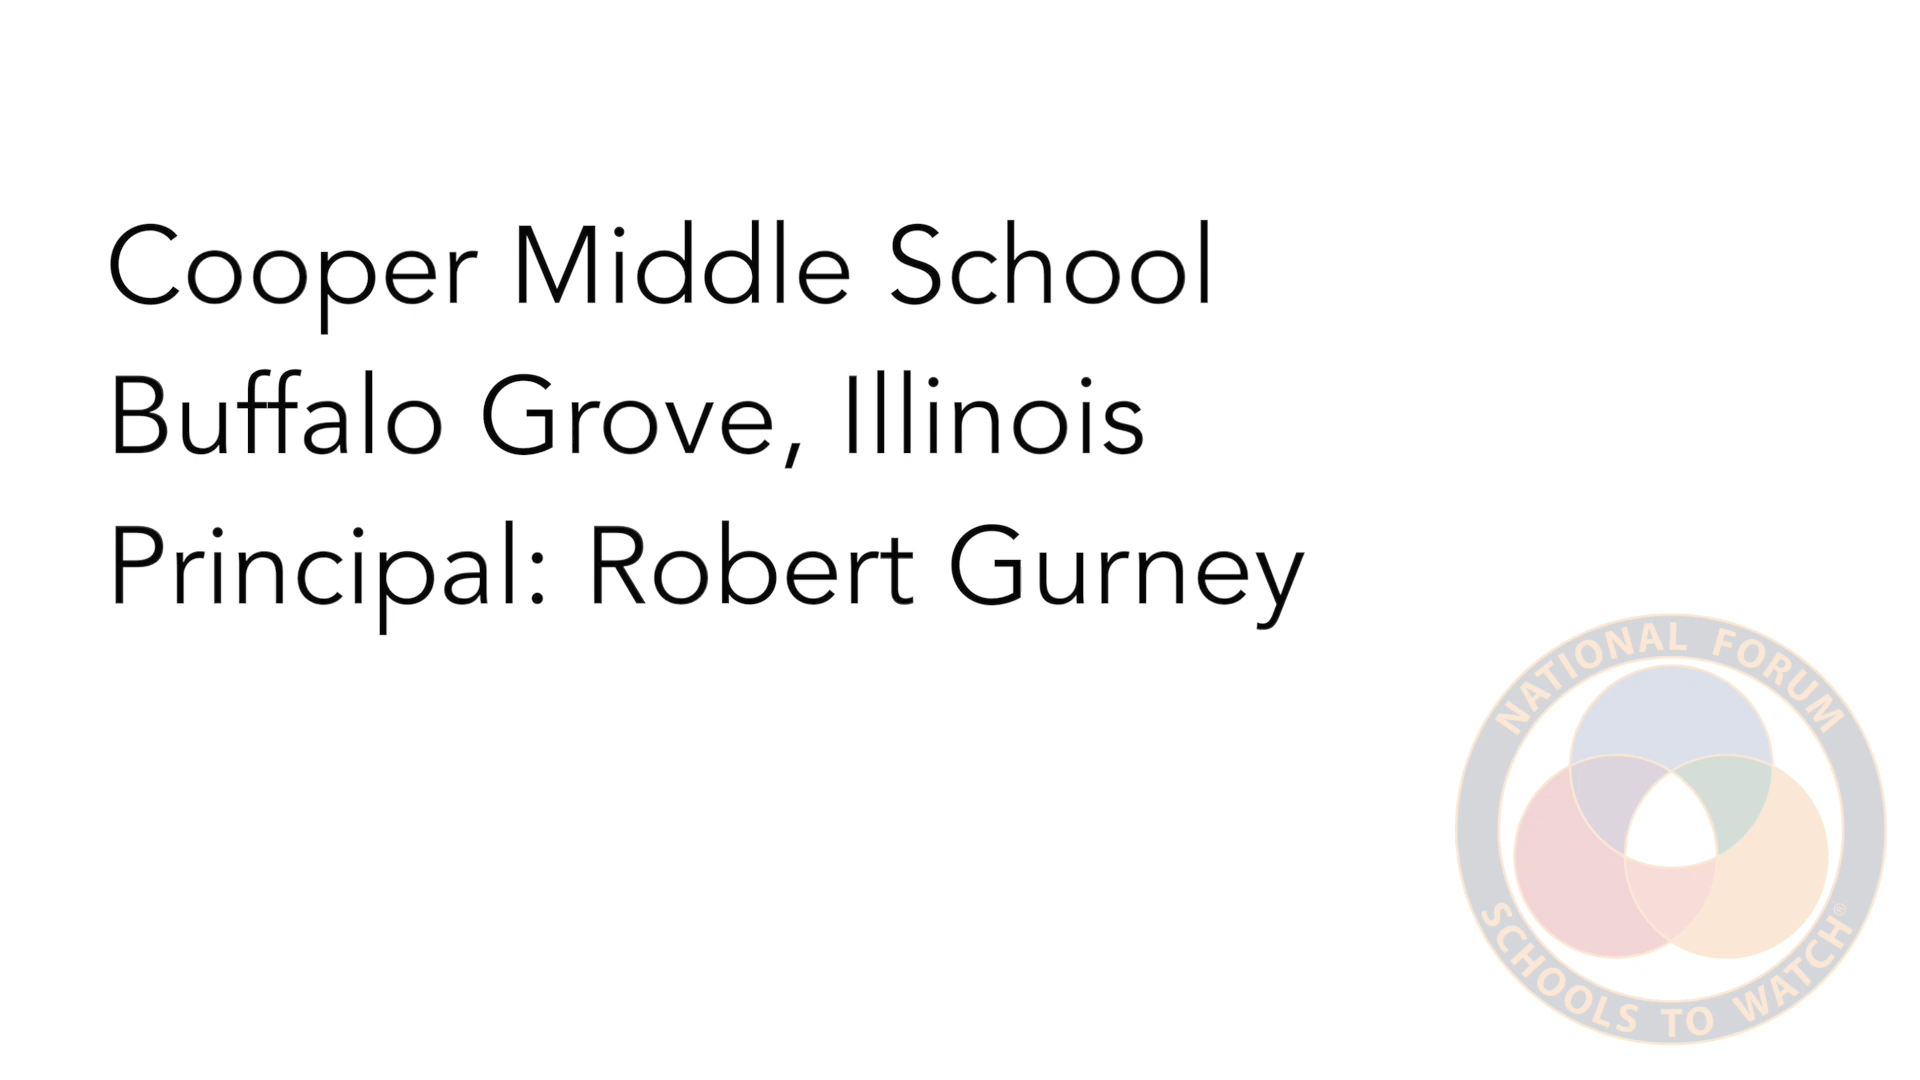 Cooper Middle School
Buffalo Grove, Illinois
Principal: Robert Gurney
NATIONAL FORUM
SCHOOLS TO WATCH®